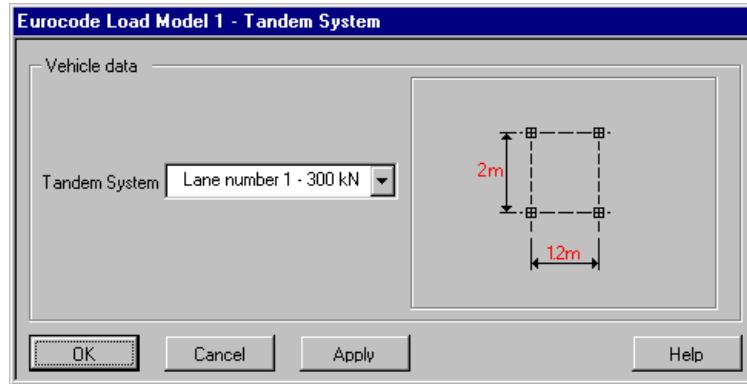 Eurocode Load Model 1 - Tandem System
Vehicle data
Tandem System Lane number 1 - 300 kN
2m
1.2m
OK Cancel Apply Help